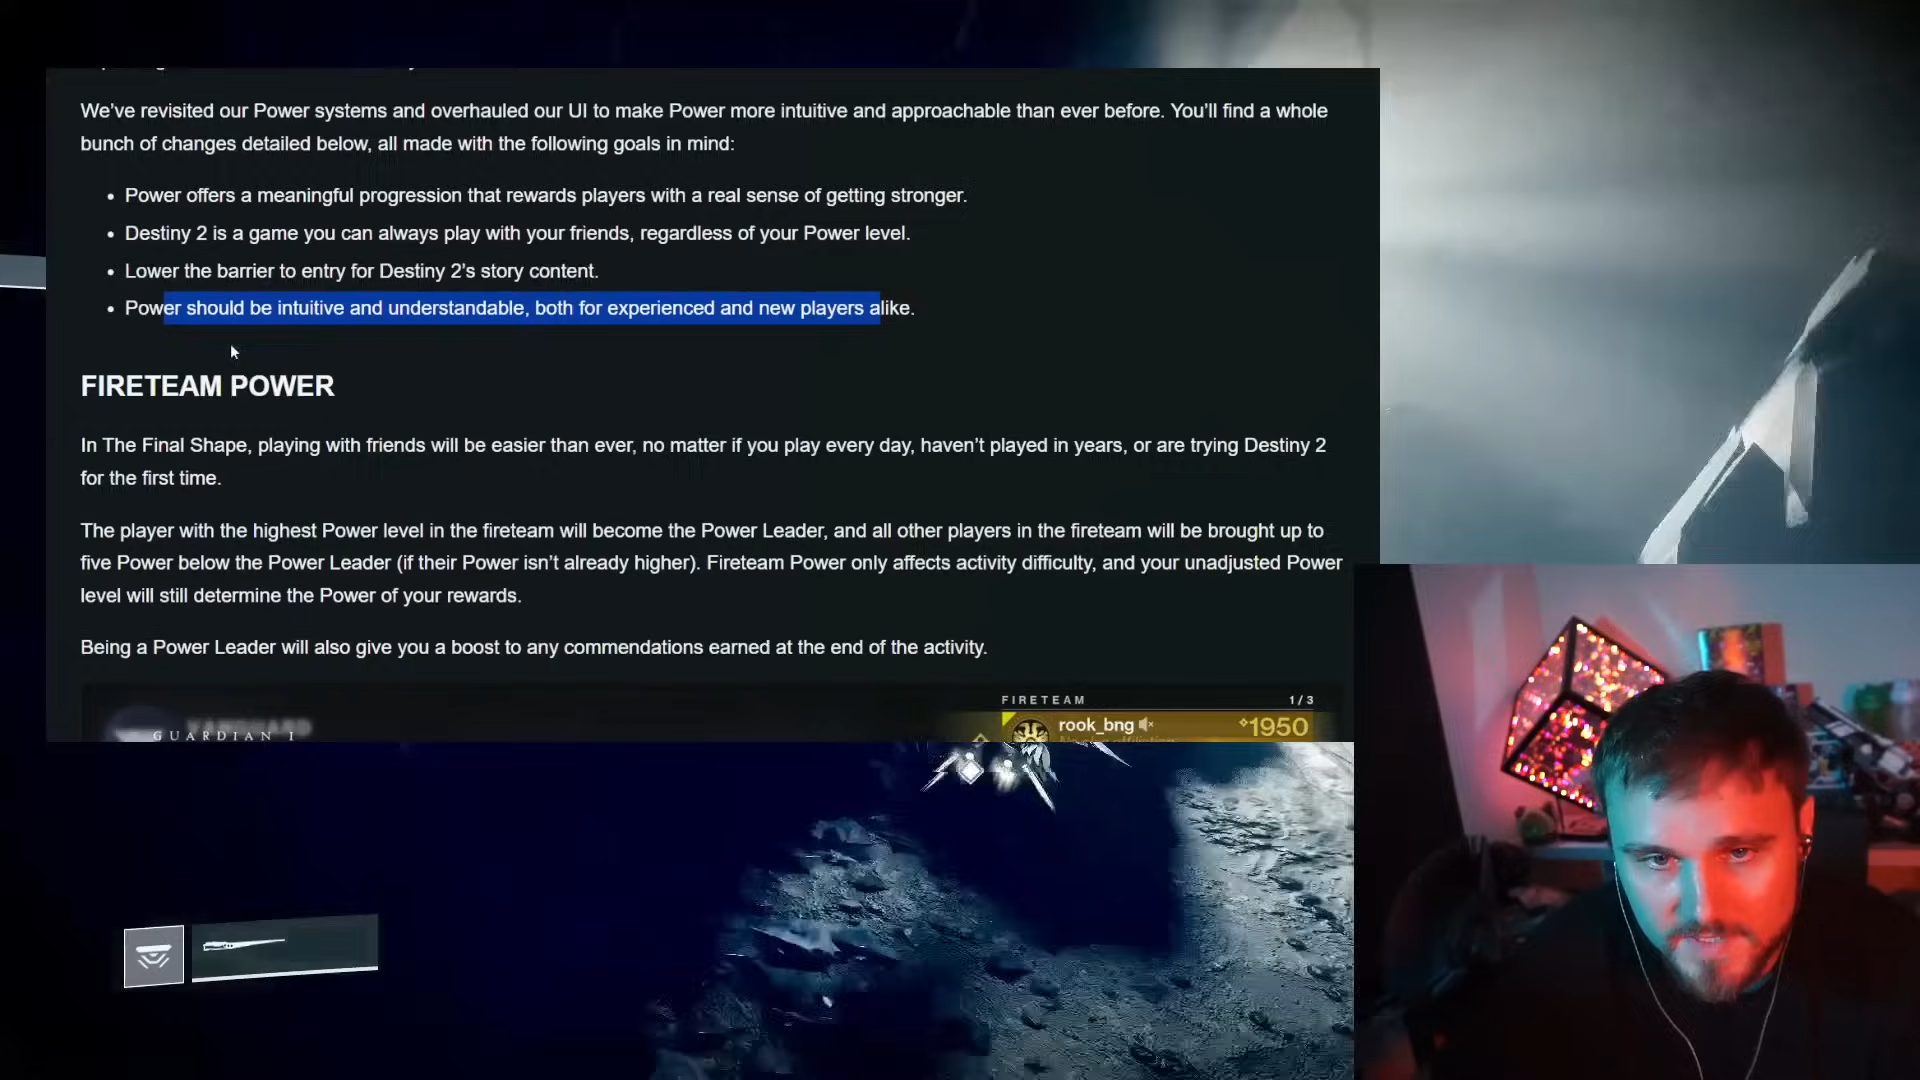 We've revisited our Power systems and overhauled our UI to make Power more intuitive and approachable than ever before. You'll find a whole
bunch of changes detailed below, all made with the following goals in mind:
• Power offers a meaningful progression that rewards players with a real sense of getting stronger.
• Destiny 2 is a game you can always play with your friends, regardless of your Power level.
• Lower the barrier to entry for Destiny 2's story content.
• Power should be intuitive and understandable, both for experienced and new players alike.
FIRETEAM POWER
In The Final Shape, playing with friends will be easier than ever, no matter if you play every day, haven't played in years, or are trying Destiny 2
for the first time.
The player with the highest Power level in the fireteam will become the Power Leader, and all other players in the fireteam will be brought up to
five Power below the Power Leader (if their Power isn't already higher). Fireteam Power only affects activity difficulty, and your unadjusted Power
level will still determine the Power of your rewards.
Being a Power Leader will also give you a boost to any commendations earned at the end of the activity.
FIRETEAM 1/3
VANGUARD
rook_bng 1950
GUARDIAN I